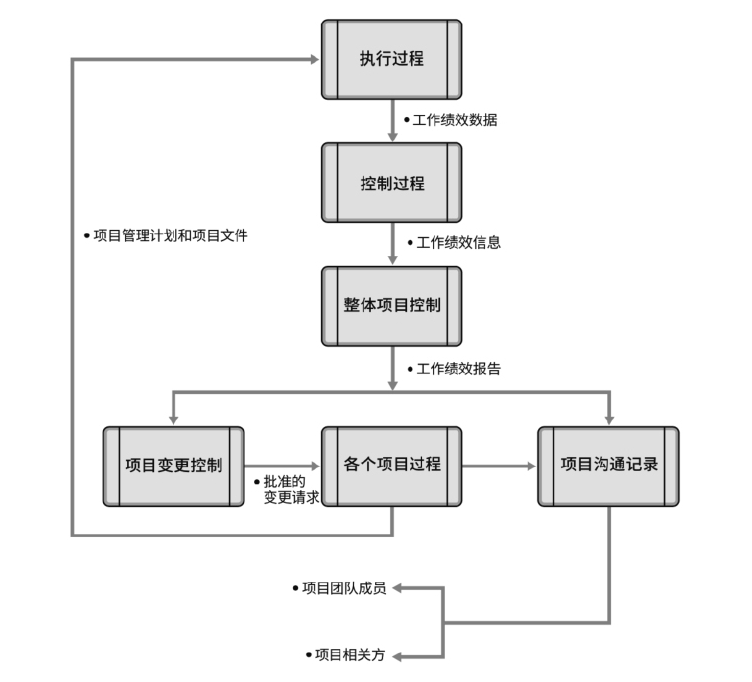 执行过程
• 工作绩效数据
控制过程
• 项目管理计划和项目文件
• 工作绩效信息
整体项目控制
• 工作绩效报告
项目变更控制
各个项目过程
项目沟通记录
• 批准的
变更请求
• 项目团队成员
• 项目相关方